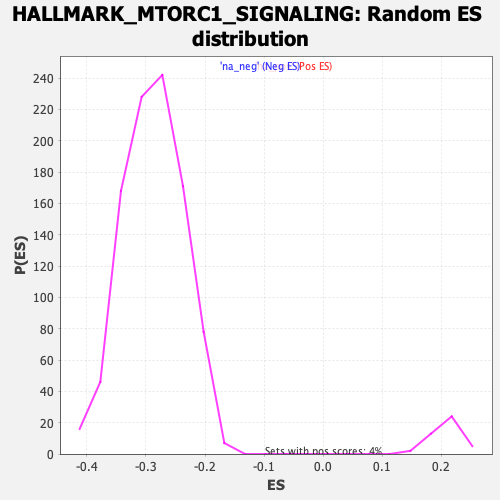 HALLMARK_MTORC1_SIGNALING: Random ES
distribution
'na_neg' (Neg ES)Pos ES)
240
220
200
180
160
140
120
100
80
60
40
20
0
P(ES)
Sets with pos scores: 4%
-0.4 -0.3 -0.2 -0.1 0.0 0.1 0.2
ES